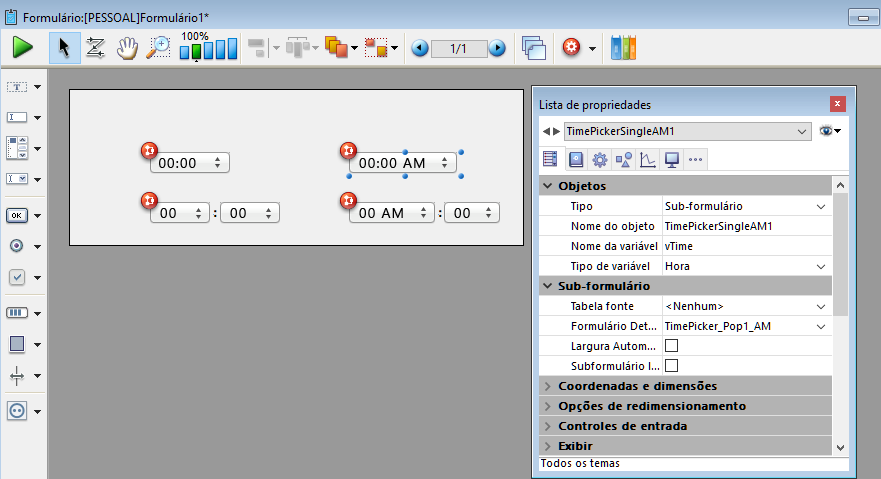 Formulário:[PESSOAL]Formulário1*
100%
1/1
Lista de propriedades
TimePickerSingleAM1
00:00
00:00 AM
00 : 00
00 AM : 00
OK
Objetos
Tipo Sub-formulário
Nome do objeto TimePickerSingleAM1
Nome da variável vTime
Tipo de variável Hora
Sub-formulário
Tabela fonte <Nenhum>
Formulário Det... TimePicker_Pop1_AM
Largura Autom...
Subformulário I...
Coordenadas e dimensões
Opções de redimensionamento
Controles de entrada
Exibir
Todos os temas